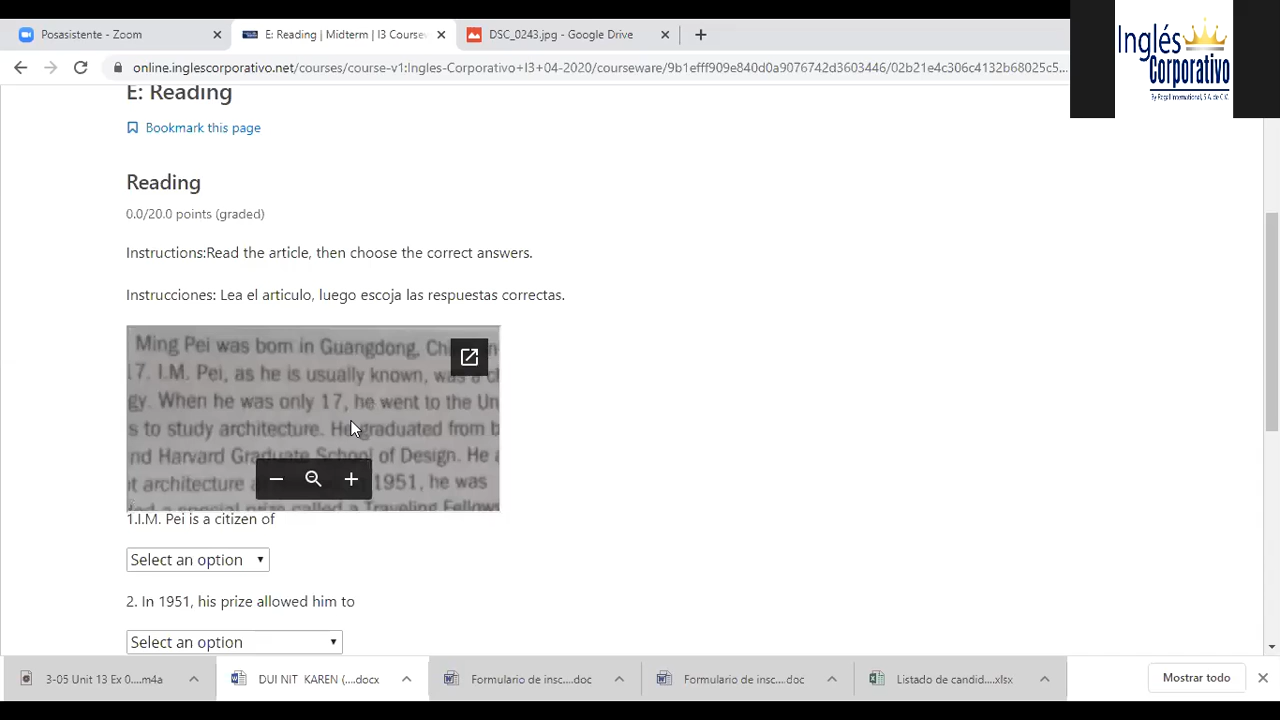 Posasistente - Zoom
E: Reading | Midterm | I3 Course
DSC_0243.jpg - Google Drive
Inglés
Corporativo
online.inglescorporativo.net/courses/course-v1:Ingles-Corporativo+I3+04-2020/courseware/9b1efff909e840d0a9076742d3603446/02b21e4c306c4132b68025c5...
E: Reading
Bookmark this page
Reading
0.0/20.0 points (graded)
Instructions:Read the article, then choose the correct answers.
Instrucciones: Lea el articulo, luego escoja las respuestas correctas.
Ming Pei was born in Guangdong, Ch
17. I.M. Pei, as he is usually known, was a
gy. When he was only 17, he went to the Un
s to study architecture. He graduated from
nd Harvard Graduate School of Design. He
t architecture 1951, he was
a special prize called a Traveling
1.I.M. Pei is a citizen of
Select an option
2. In 1951, his prize allowed him to
Select an option
3-05 Unit 13 Ex 0....m4a
DUI NIT KAREN (....docx
Formulario de insc....doc
Formulario de insc....doc
Listado de candid....xlsx
Mostrar todo